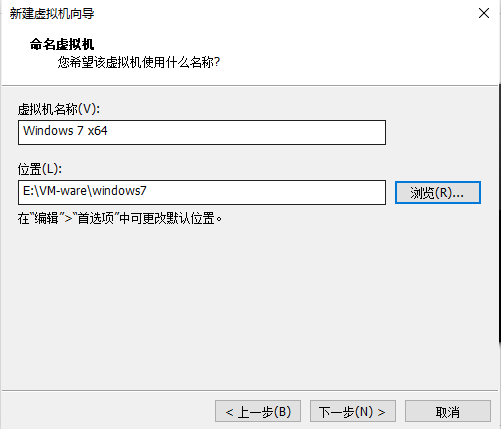 新建虚拟机向导
命名虚拟机
您希望该虚拟机使用什么名称?
虚拟机名称(V):
Windows 7 x64
位置(L):
E:\VM-ware\windows7
浏览(R)...
在“编辑”>“首选项”中可更改默认位置。
< 上一步(B)
下一步(N) >
取消